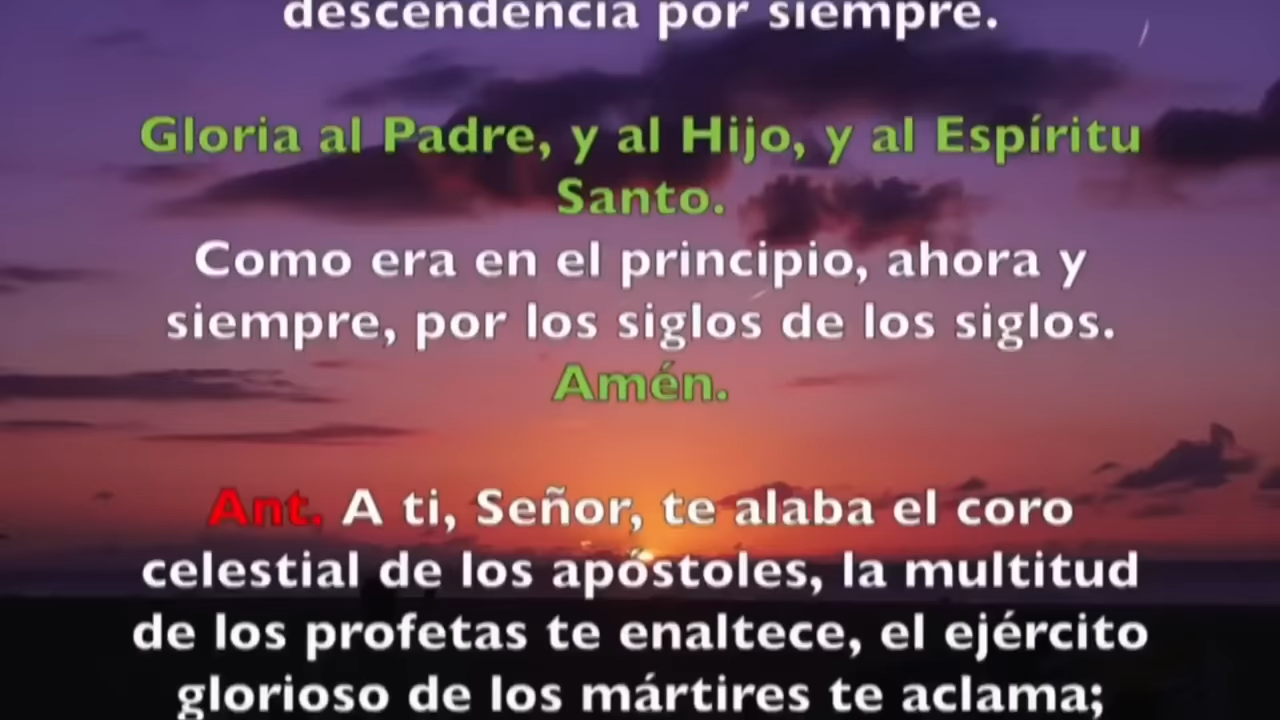 descendencia por siempre.
Gloria al Padre, y al Hijo, y al Espíritu
Santo.
Como era en el principio, ahora y
siempre, por los siglos de los siglos.
Amén.
Ant. A ti, Señor, te alaba el coro
celestial de los apóstoles, la multitud
de los profetas te enaltece, el ejército
glorioso de los mártires te aclama;